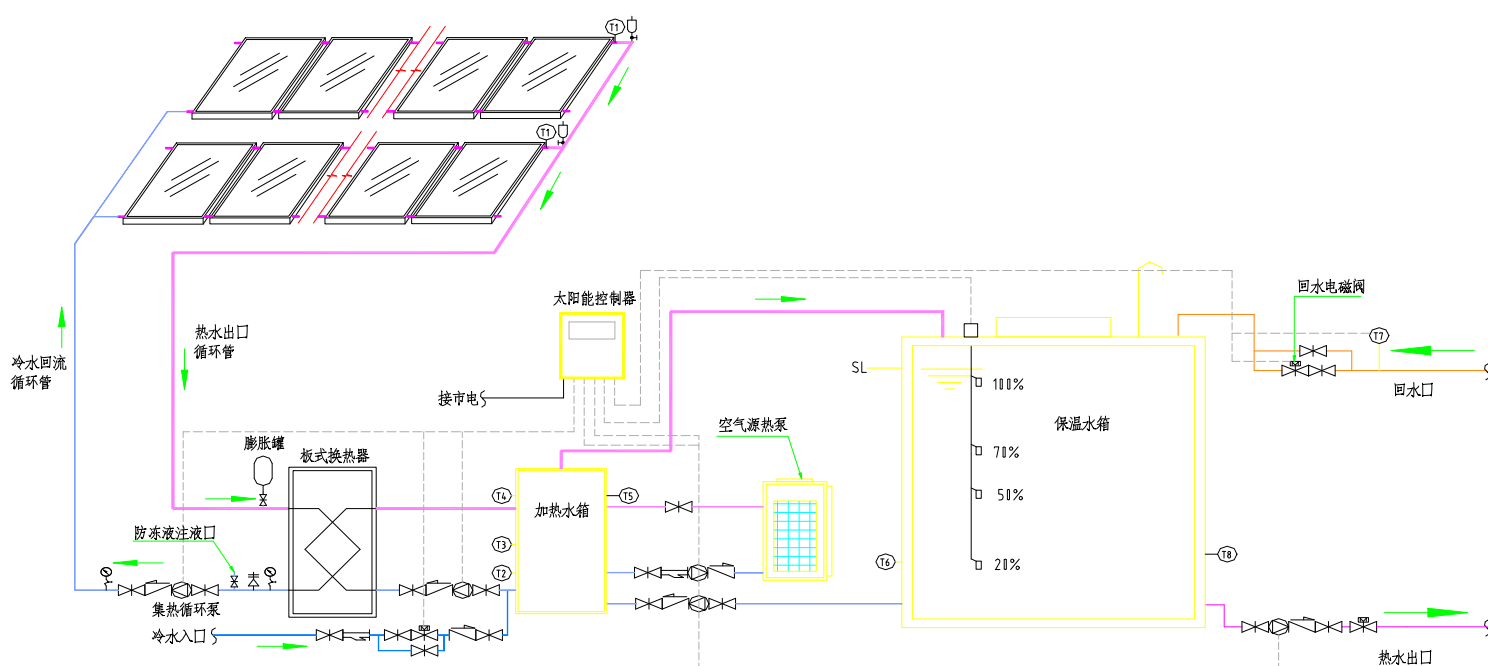 T1
T1
太阳能控制器
回水电磁阀
热水出口
循环管
T7
冷水回流
循环管
SL
100%
接市电
回水口
空气源热泵
保温水箱
膨胀罐
板式换热器
70%
T4
T5
50%
加热水箱
防冻液注液口
T3
T6
T8
20%
T2
集热循环泵
冷水入口
热水出口